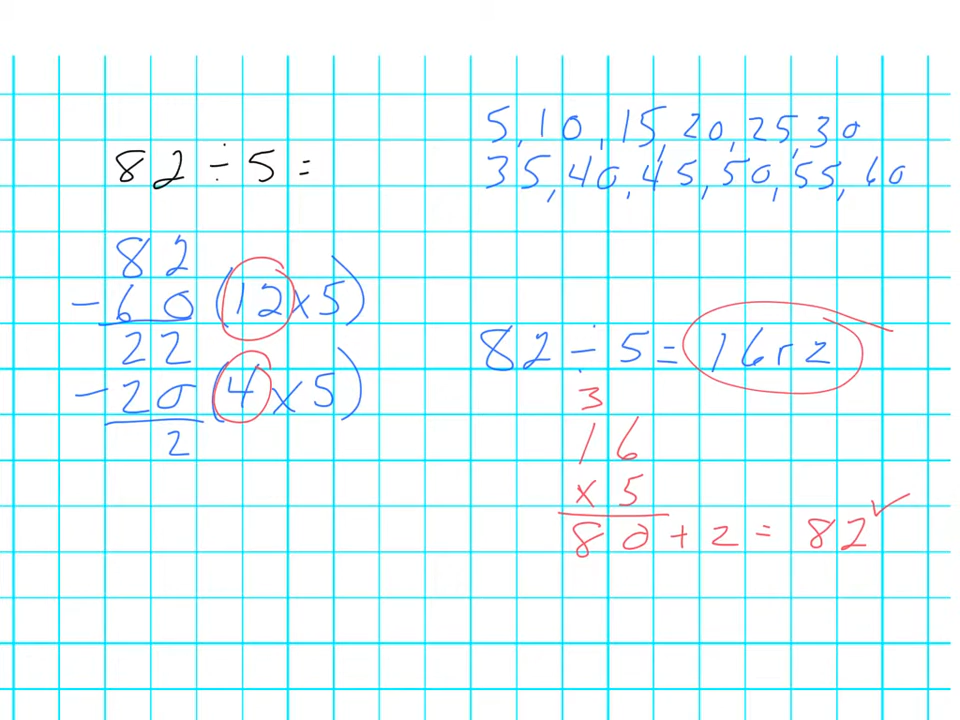 82 ÷ 5 =
82
- 60 (12 x 5)
22
- 20 (4 x 5)
2
5, 10, 15, 20, 25, 30
35, 40, 45, 50, 55, 60
82 ÷ 5 = 16 r 2
3
16
x 5
80 + 2 = 82 ✓